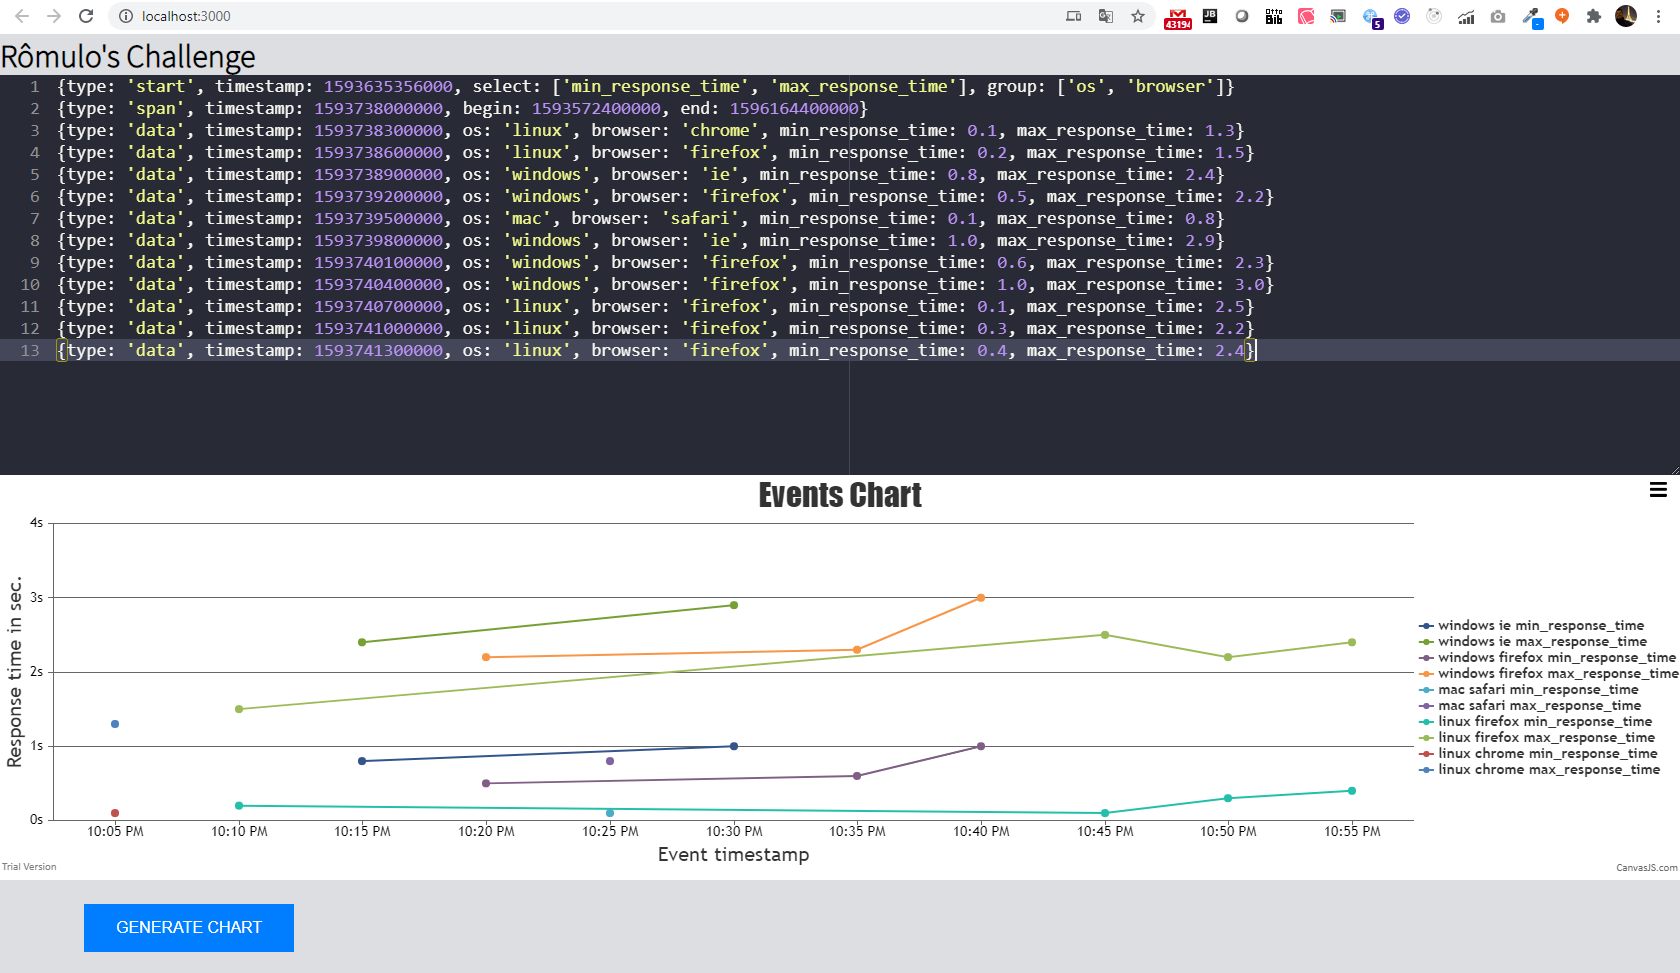 localhost:3000
43194
JB
Otto
Bib
5
Rômulo's Challenge
1 {type: 'start', timestamp: 1593635356000, select: ['min_response_time', 'max_response_time'], group: ['os', 'browser']}
2 {type: 'span', timestamp: 1593738000000, begin: 1593572400000, end: 1596164400000}
3 {type: 'data', timestamp: 1593738300000, os: 'linux', browser: 'chrome', min_response_time: 0.1, max_response_time: 1.3}
4 {type: 'data', timestamp: 1593738600000, os: 'linux', browser: 'firefox', min_response_time: 0.2, max_response_time: 1.5}
5 {type: 'data', timestamp: 1593738900000, os: 'windows', browser: 'ie', min_response_time: 0.8, max_response_time: 2.4}
6 {type: 'data', timestamp: 1593739200000, os: 'windows', browser: 'firefox', min_response_time: 0.5, max_response_time: 2.2}
7 {type: 'data', timestamp: 1593739500000, os: 'mac', browser: 'safari', min_response_time: 0.1, max_response_time: 0.8}
8 {type: 'data', timestamp: 1593739800000, os: 'windows', browser: 'ie', min_response_time: 1.0, max_response_time: 2.9}
9 {type: 'data', timestamp: 1593740100000, os: 'windows', browser: 'firefox', min_response_time: 0.6, max_response_time: 2.3}
10 {type: 'data', timestamp: 1593740400000, os: 'windows', browser: 'firefox', min_response_time: 1.0, max_response_time: 3.0}
11 {type: 'data', timestamp: 1593740700000, os: 'linux', browser: 'firefox', min_response_time: 0.1, max_response_time: 2.5}
12 {type: 'data', timestamp: 1593741000000, os: 'linux', browser: 'firefox', min_response_time: 0.3, max_response_time: 2.2}
13 {type: 'data', timestamp: 1593741300000, os: 'linux', browser: 'firefox', min_response_time: 0.4, max_response_time: 2.4}
Events Chart
Response time in sec.
4s
3s
2s
1s
0s
10:05 PM 10:10 PM 10:15 PM 10:20 PM 10:25 PM 10:30 PM 10:35 PM 10:40 PM 10:45 PM 10:50 PM 10:55 PM
Event timestamp
windows ie min_response_time
windows ie max_response_time
windows firefox min_response_time
windows firefox max_response_time
mac safari min_response_time
mac safari max_response_time
linux firefox min_response_time
linux firefox max_response_time
linux chrome min_response_time
linux chrome max_response_time
Trial Version
CanvasJS.com
GENERATE CHART